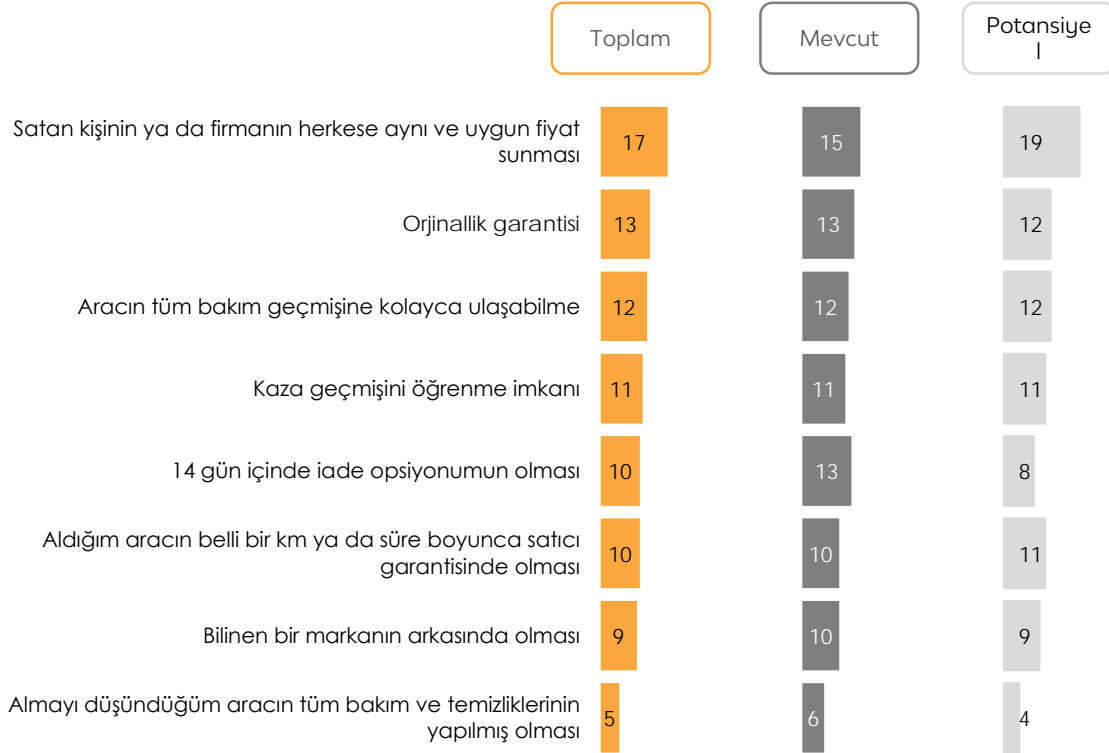 Toplam
Mevcut
Potansiye
l
Satan kişinin ya da firmanın herkese aynı ve uygun fiyat
sunması
17
15
19
Orjinallik garantisi
13
13
12
Aracın tüm bakım geçmişine kolayca ulaşabilme
12
12
12
Kaza geçmişini öğrenme imkanı
11
11
11
14 gün içinde iade opsiyonumun olması
10
13
8
Aldığım aracın belli bir km ya da süre boyunca satıcı
garantisinde olması
10
10
11
Bilinen bir markanın arkasında olması
9
10
9
Almayı düşündüğüm aracın tüm bakım ve temizliklerinin
yapılmış olması
5
6
4